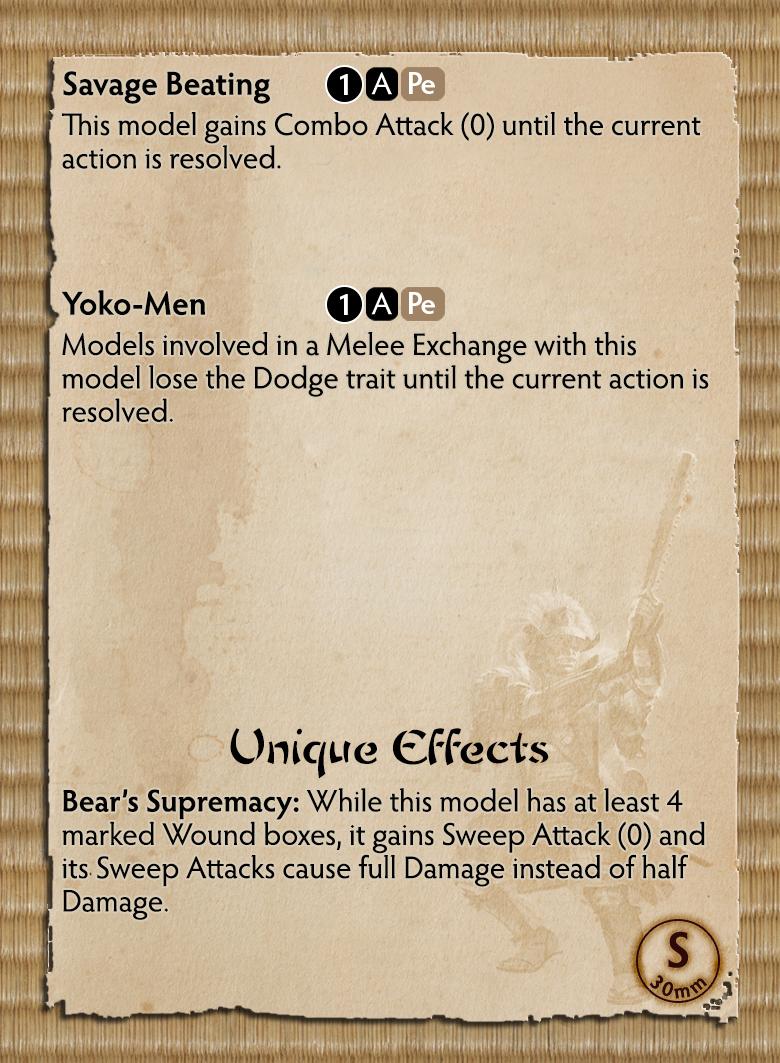 Savage Beating 1 A Pe
This model gains Combo Attack (0) until the current
action is resolved.
Yoko-Men 1 A Pe
Models involved in a Melee Exchange with this
model lose the Dodge trait until the current action is
resolved.
Unique Effects
Bear's Supremacy: While this model has at least 4
marked Wound boxes, it gains Sweep Attack (0) and
its Sweep Attacks cause full Damage instead of half
Damage.
S
30mm